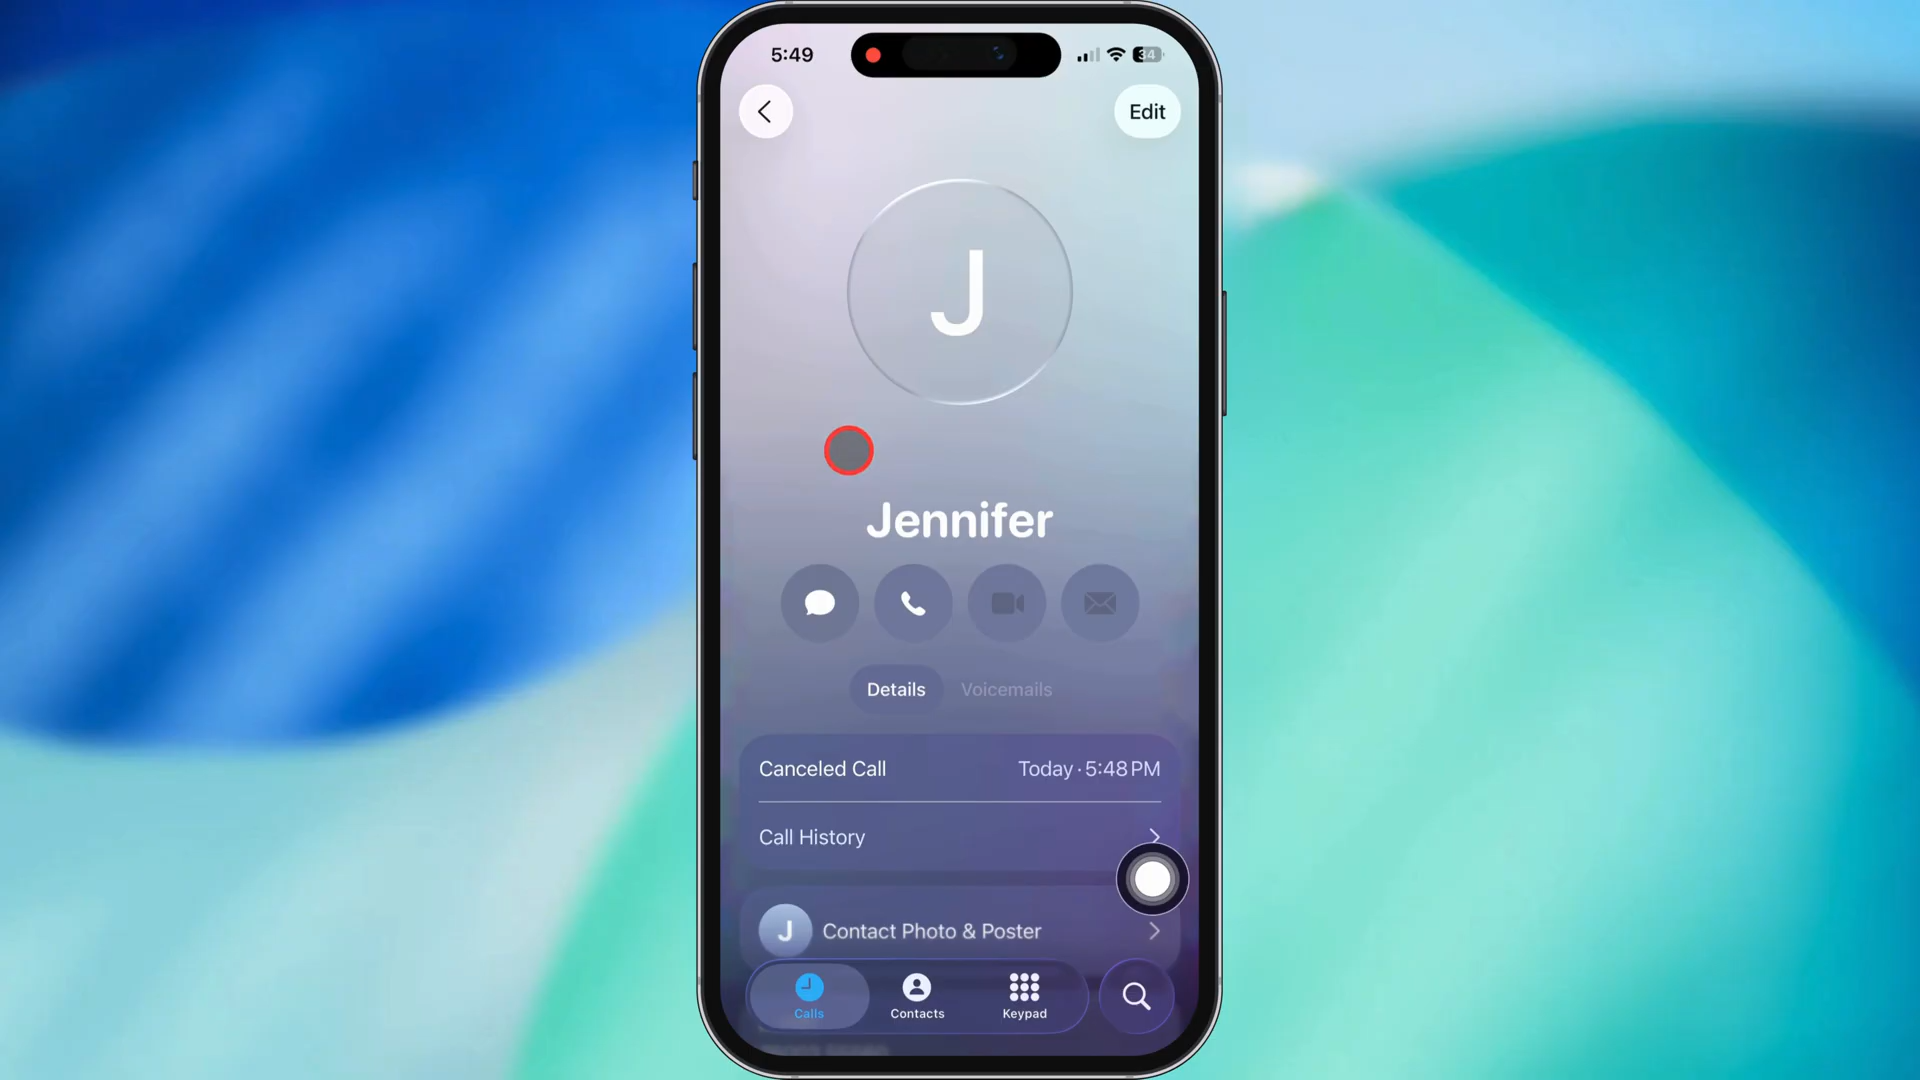 5:49
34
Edit
J
Jennifer
Details Voicemails
Canceled Call Today · 5:48 PM
Call History
J Contact Photo & Poster
Calls Contacts Keypad